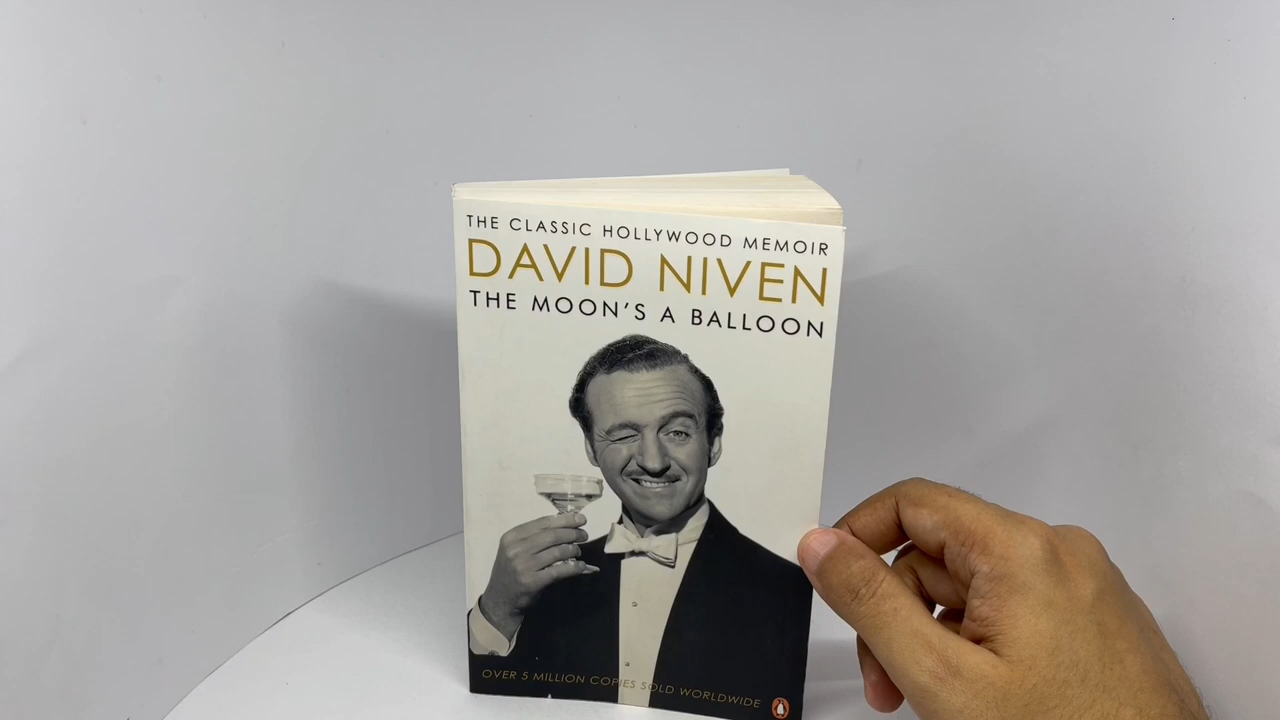 THE CLASSIC HOLLYWOOD MEMOIR
DAVID NIVEN
THE MOON'S A BALLOON
OVER 5 MILLION COPIES SOLD WORLDWIDE